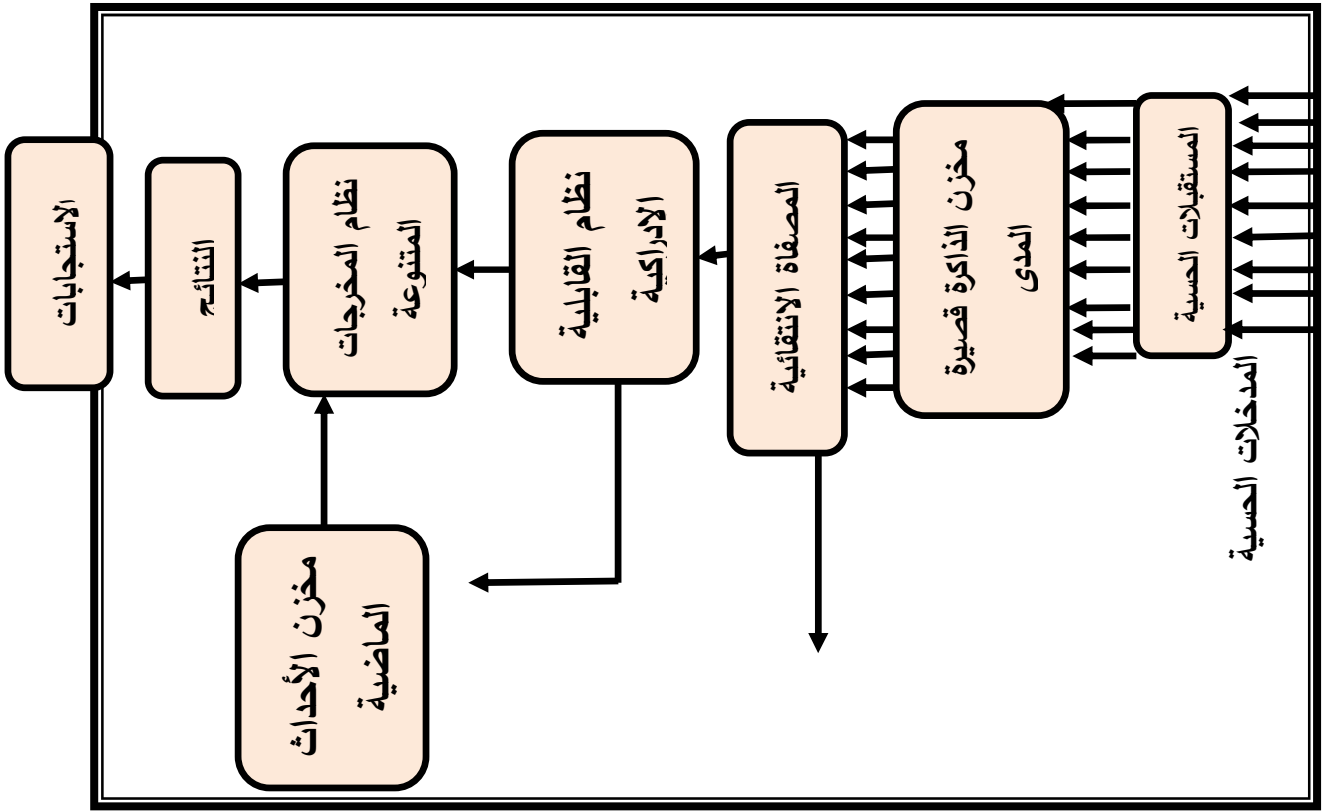 المدخلات الحسية
المستقبلات الحسية
مخزن الذاكرة قصيرة
المدى
المصفاة الانتقائية
نظام القابلية
الادراكية
نظام المخرجات
المتنوعة
النتائج
الاستجابات
مخزن الأحداث
الماضية